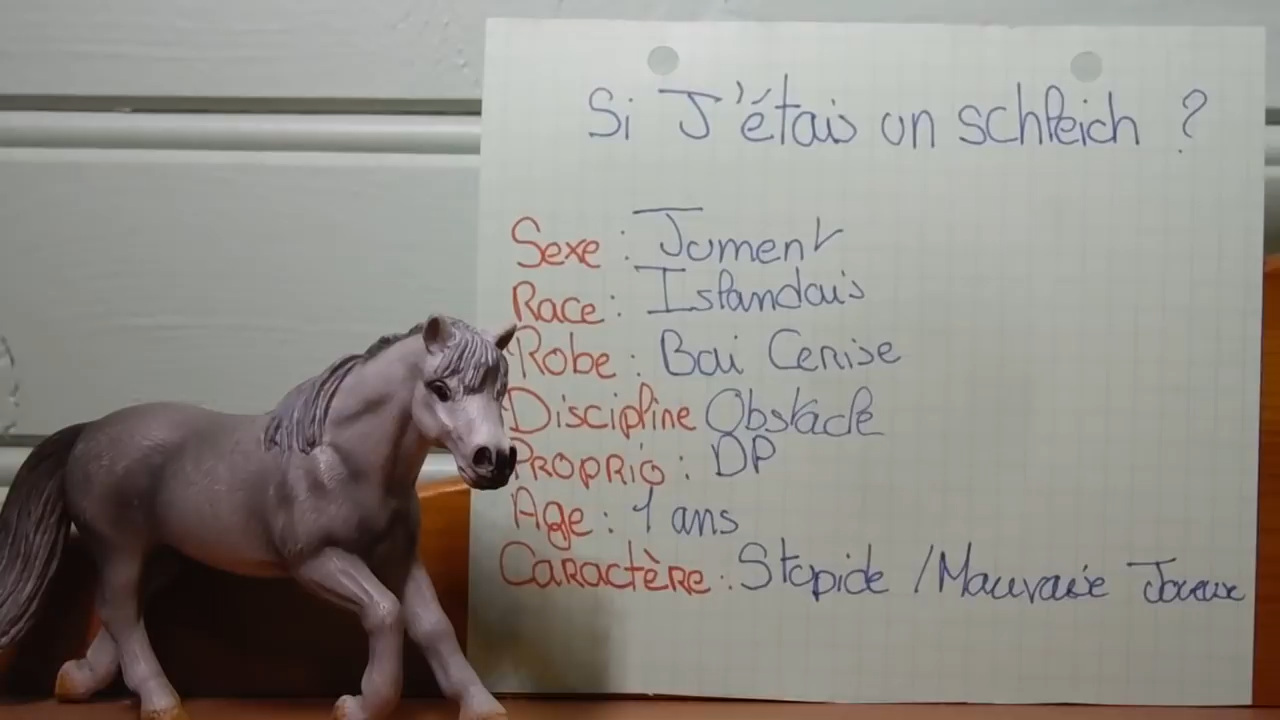 Si J'étais un schleich ?
Sexe : Jument
Race : Islandais
Robe : Bai Cerise
Discipline Obstacle
PROPRIO : DP
Age : 1 ans
Caractère : Stupide / Mauvaise Joueuse